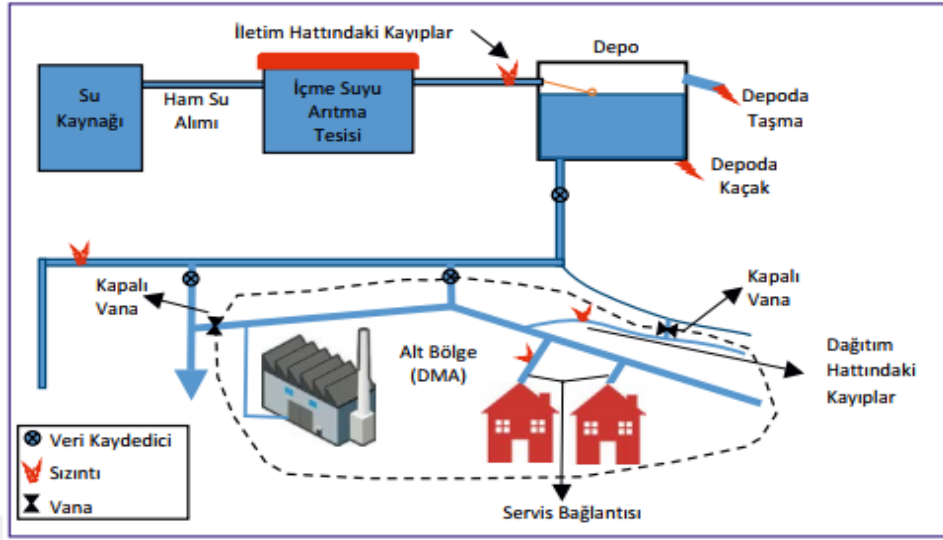 İletim Hattındaki Kayıplar
Depo
Su
Kaynağı
Ham Su
Alımı
İçme Suyu
Arıtma
Tesisi
Depoda
Taşma
Depoda
Kaçak
Kapalı
Vana
Kapalı
Vana
Alt Bölge
(DMA)
Dağıtım
Hattındaki
Kayıplar
Veri Kaydedici
Sızıntı
Vana
Servis Bağlantısı